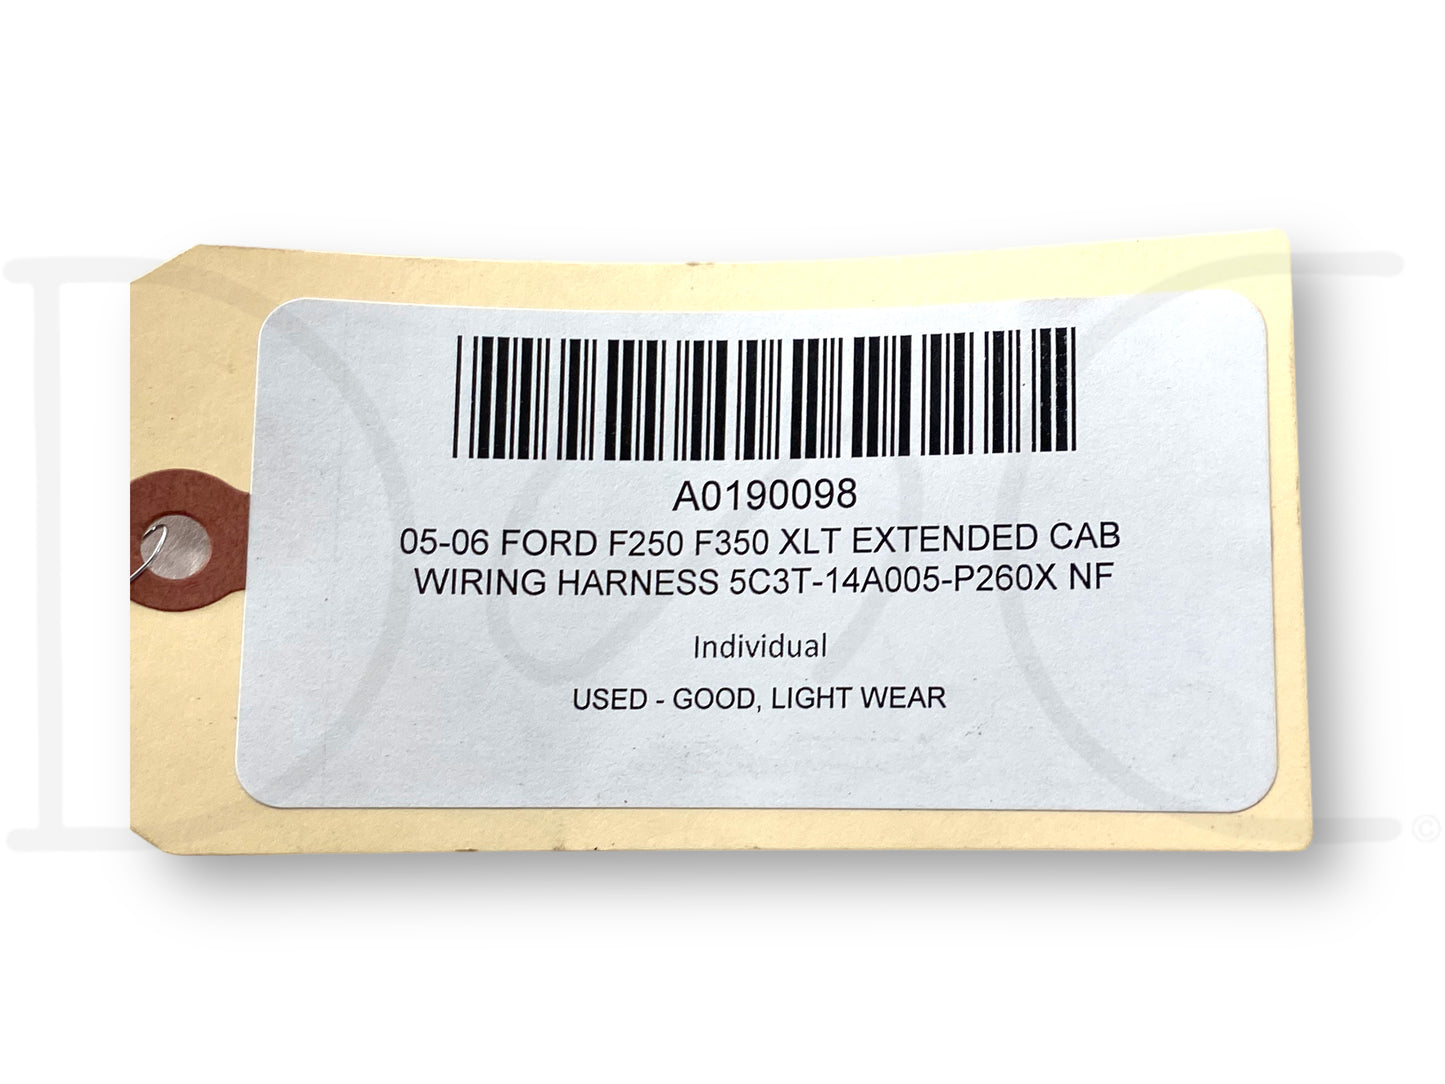 A0190098
05-06 FORD F250 F350 XLT EXTENDED CAB
WIRING HARNESS 5C3T-14A005-P260X NF
Individual
USED - GOOD, LIGHT WEAR
©